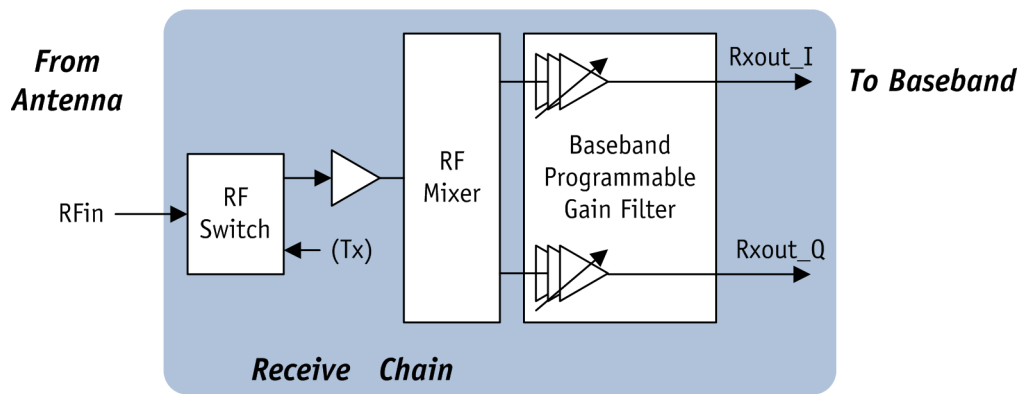 From
Antenna
RFin
RF
Switch
(Tx)
RF
Mixer
Baseband
Programmable
Gain Filter
Rxout_I
Rxout_Q
To Baseband
Receive Chain